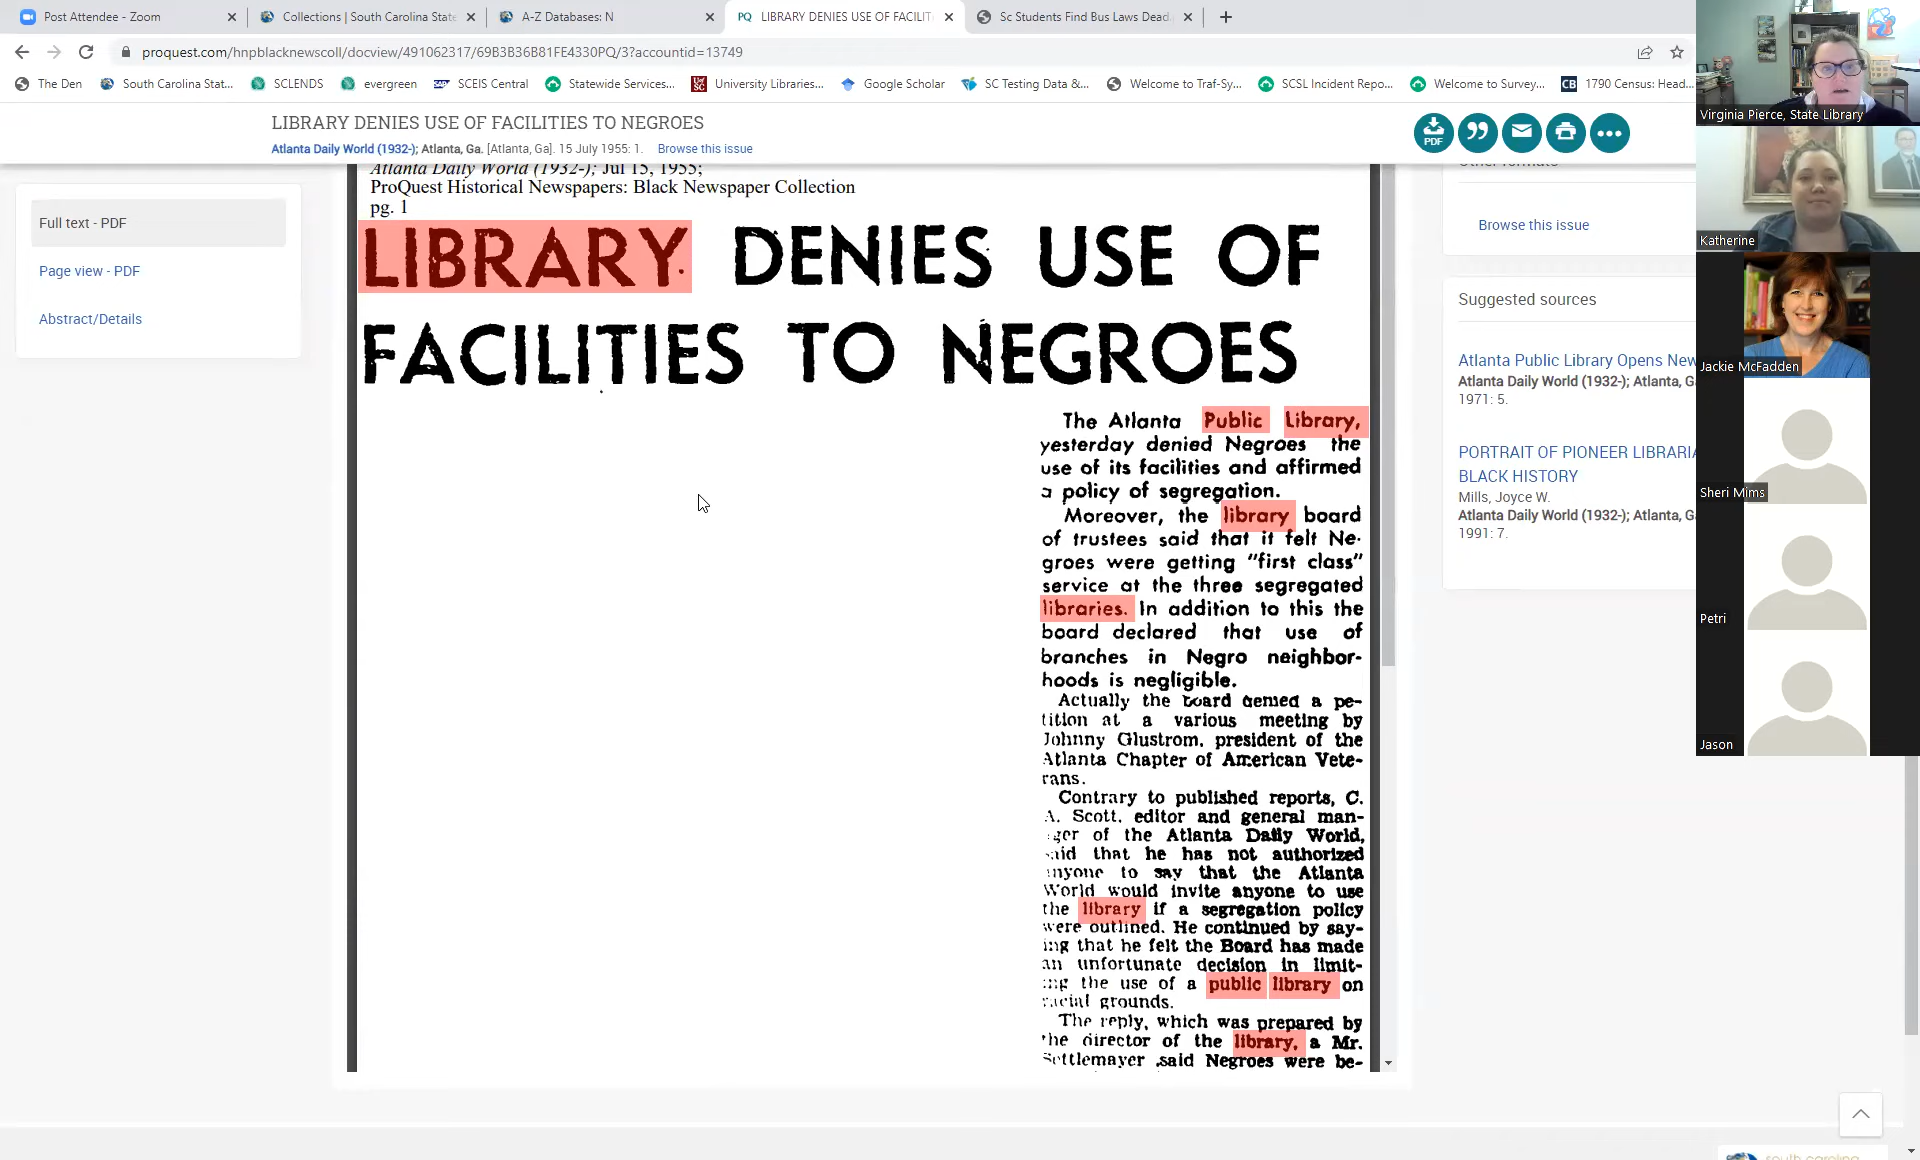 Post Attendee - Zoom
Collections | South Carolina State
A-Z Databases: N
PQ LIBRARY DENIES USE OF FACILIT
Sc Students Find Bus Laws Dead
proquest.com/hnpblacknewscoll/docview/491062317/69B3B36B81FE4330PQ/3?accountid=13749
The Den
South Carolina Stat...
SCLENDS
evergreen
SCEIS Central
Statewide Services...
University Libraries...
Google Scholar
SC Testing Data &...
Welcome to Traf-Sy...
SCSL Incident Repo...
Welcome to Survey...
CB 1790 Census: Head...
LIBRARY DENIES USE OF FACILITIES TO NEGROES
Atlanta Daily World (1932-); Atlanta, Ga. [Atlanta, Ga]. 15 July 1955: 1. Browse this issue
PDF
Full text - PDF
Page view - PDF
Abstract/Details
Atlanta Daily World (1932-); Jul 15, 1955;
ProQuest Historical Newspapers: Black Newspaper Collection
pg. 1
LIBRARY DENIES USE OF
FACILITIES TO NEGROES
The Atlanta Public Library,
yesterday denied Negroes the
use of its facilities and affirmed
a policy of segregation.
Moreover, the library board
of trustees said that it felt Ne-
groes were getting "first class"
service at the three segregated
libraries. In addition to this the
board declared that use of
branches in Negro neighbor-
hoods is negligible.
Actually the board denied a pe-
tition at a various meeting by
Johnny Glustrom, president of the
Atlanta Chapter of American Vete-
rans.
Contrary to published reports, C.
A. Scott, editor and general man-
ager of the Atlanta Daily World,
said that he has not authorized
anyone to say that the Atlanta
World would invite anyone to use
the library if a segregation policy
were outlined. He continued by say-
ing that he felt the Board has made
an unfortunate decision in limit-
ing the use of a public library on
racial grounds.
The reply, which was prepared by
the director of the library, a Mr.
Settlemayer ,said Negroes were be-
Other formats
Browse this issue
Suggested sources
Atlanta Public Library Opens New
Atlanta Daily World (1932-); Atlanta, G
1971: 5.
PORTRAIT OF PIONEER LIBRARIA
BLACK HISTORY
Mills, Joyce W.
Atlanta Daily World (1932-); Atlanta, G
1991: 7.
Virginia Pierce, State Library
Katherine
Jackie McFadden
Sheri Mims
Petri
Jason
south carolina